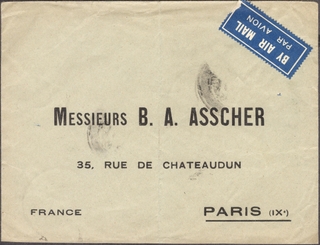 BY AIR MAIL
PAR AVION
MESSIEURS B. A. ASSCHER
35, RUE DE CHATEAUDUN
FRANCE
PARIS (IXᵉ)